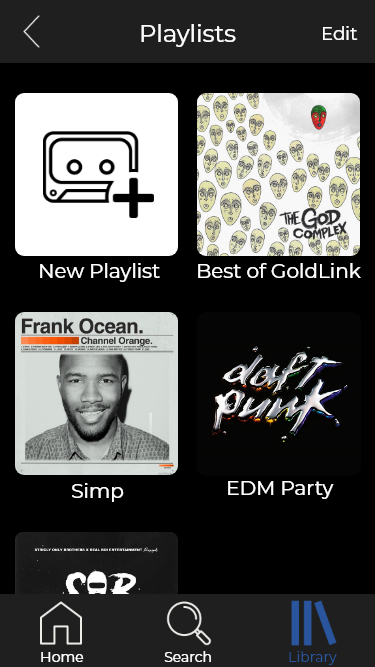 Playlists
Edit
THE GOD
COMPLEX
New Playlist
Best of GoldLink
Frank Ocean.
Channel Orange.
daft
punk
Simp
EDM Party
STRICTLY ONLY BROTHERS X REAL BOI ENTERTAINMENT
SOB
Home
Search
Library